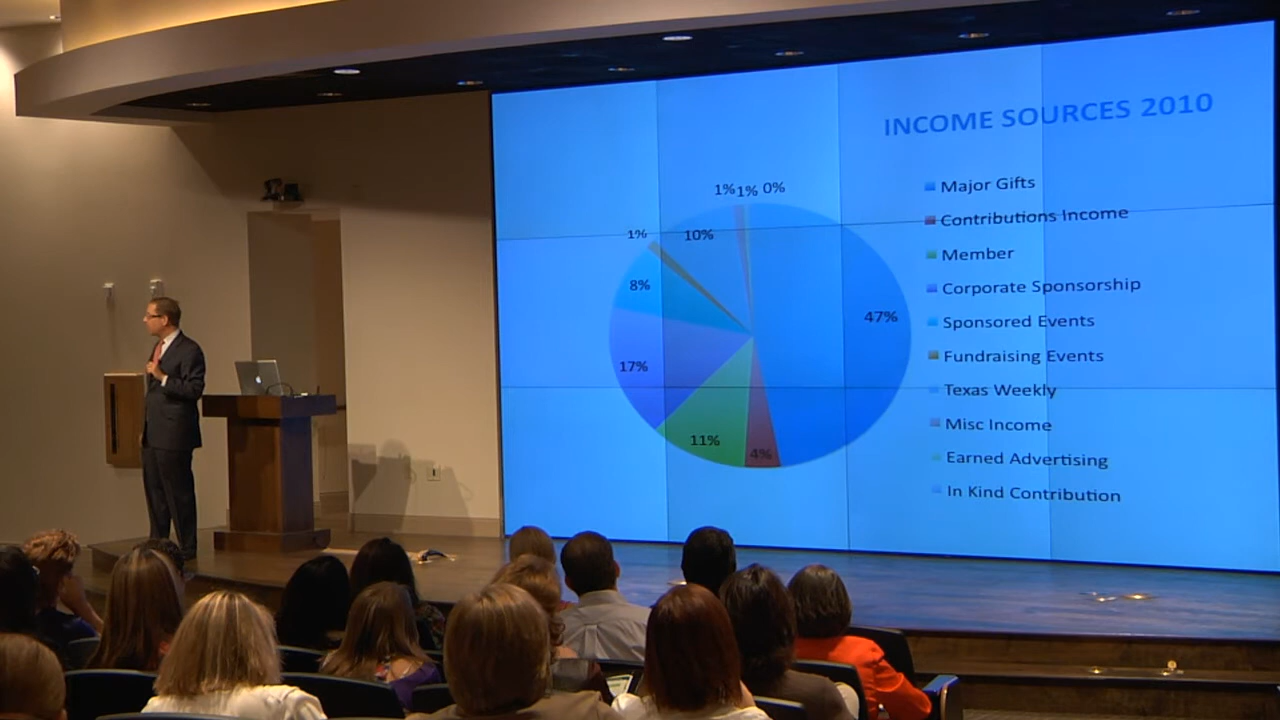 INCOME SOURCES 2010
1% 1% 0%
1%
10%
8%
47%
17%
11%
4%
Major Gifts
Contributions Income
Member
Corporate Sponsorship
Sponsored Events
Fundraising Events
Texas Weekly
Misc Income
Earned Advertising
In Kind Contribution